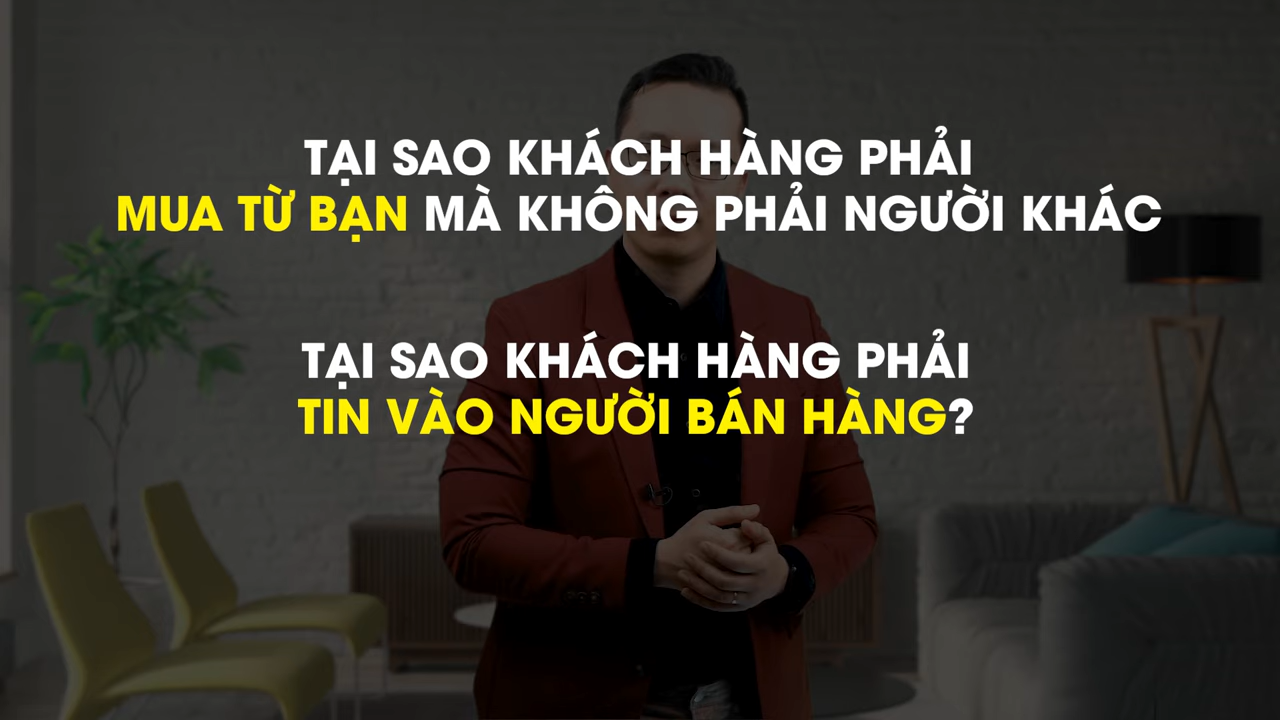 TẠI SAO KHÁCH HÀNG PHẢI
MUA TỪ BẠN MÀ KHÔNG PHẢI NGƯỜI KHÁC
TẠI SAO KHÁCH HÀNG PHẢI
TIN VÀO NGƯỜI BÁN HÀNG?